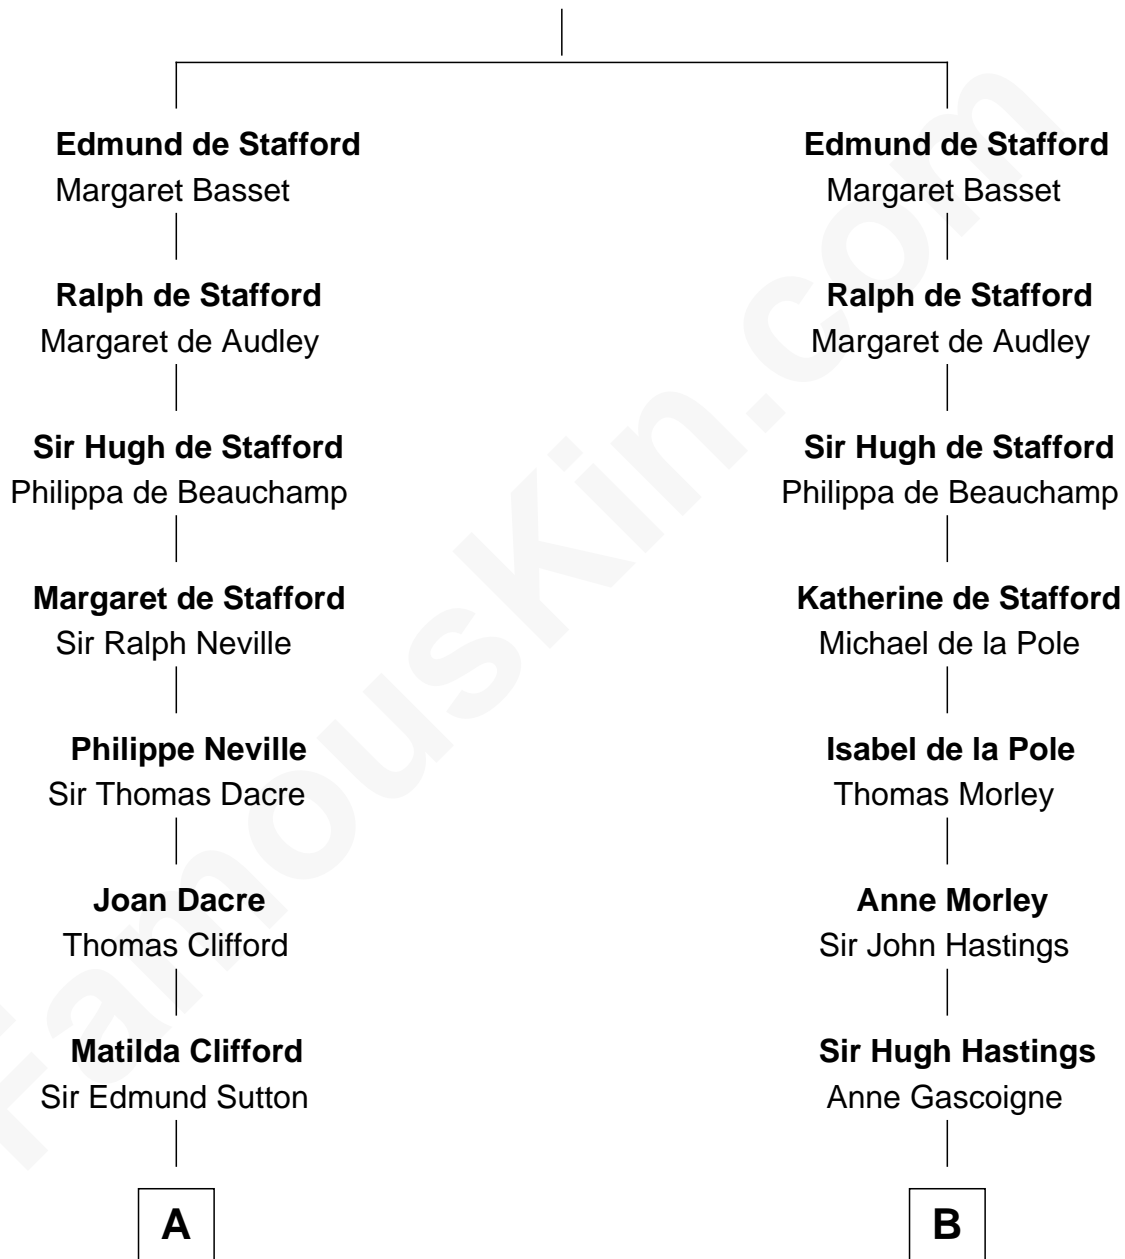 Edmund de Stafford
Margaret Basset
Ralph de Stafford
Margaret de Audley
Sir Hugh de Stafford
Philippa de Beauchamp
Margaret de Stafford
Sir Ralph Neville
Philippe Neville
Sir Thomas Dacre
Joan Dacre
Thomas Clifford
Matilda Clifford
Sir Edmund Sutton
A
Edmund de Stafford
Margaret Basset
Ralph de Stafford
Margaret de Audley
Sir Hugh de Stafford
Philippa de Beauchamp
Katherine de Stafford
Michael de la Pole
Isabel de la Pole
Thomas Morley
Anne Morley
Sir John Hastings
Sir Hugh Hastings
Anne Gascoigne
B
FamousKin.com